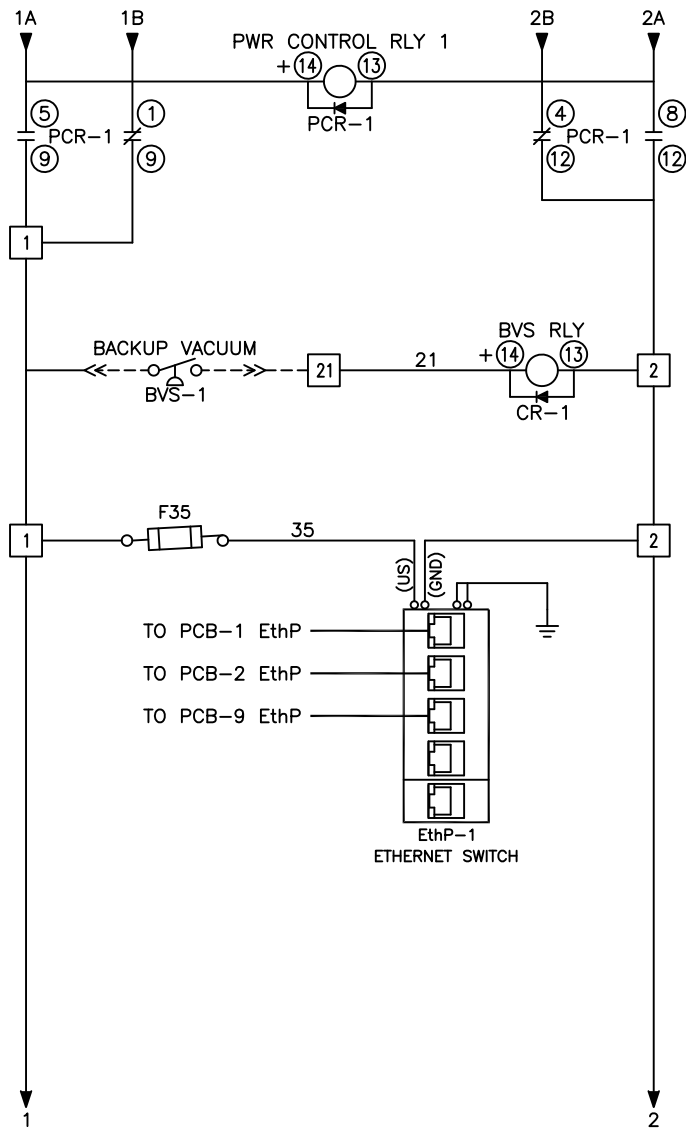 1A 1B 2B 2A
PWR CONTROL RLY 1
+ 14 13
PCR-1
5 1 4 8
PCR-1 PCR-1
9 9 12 12
1
BACKUP VACUUM
BVS-1
21
21
BVS RLY
+ 14 13
CR-1
2
F35
1
35
2
(US)
(GND)
TO PCB-1 EthP
TO PCB-2 EthP
TO PCB-9 EthP
EthP-1
ETHERNET SWITCH
1 2